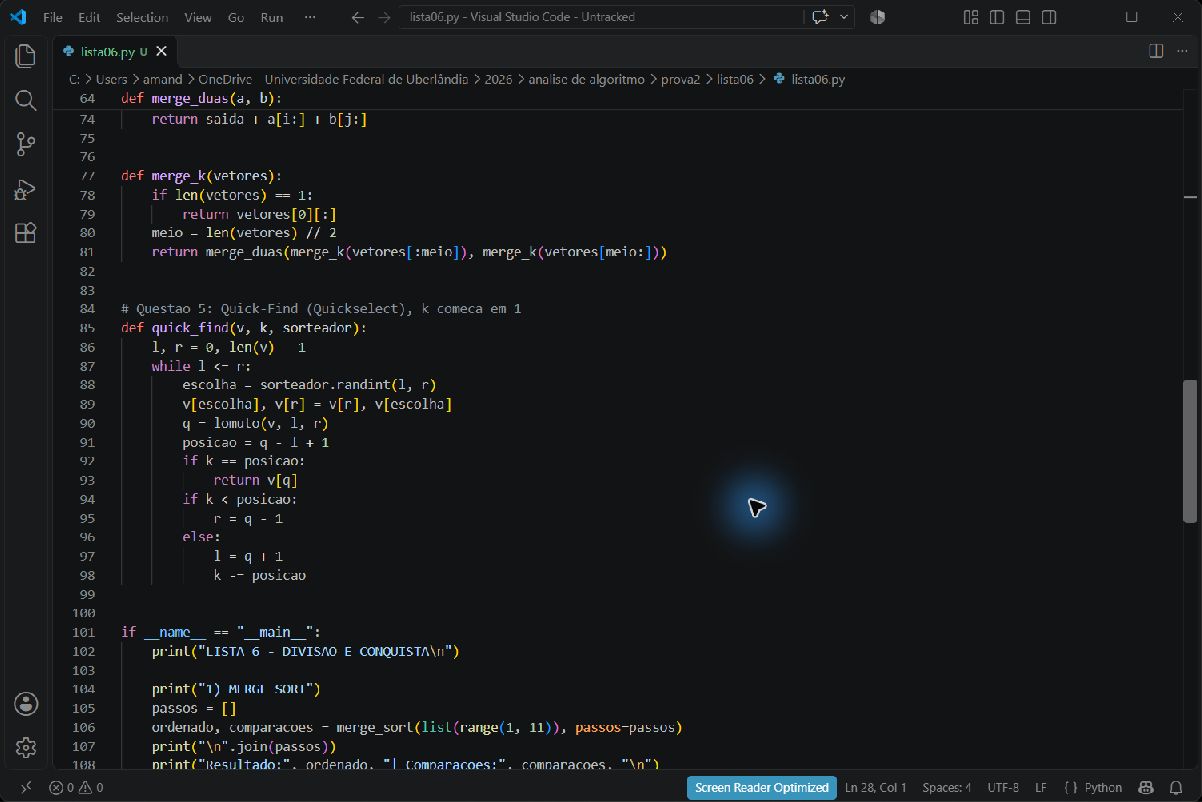 File Edit Selection View Go Run ··· lista06.py - Visual Studio Code - Untracked
lista06.py U
C: > Users > amand > OneDrive - Universidade Federal de Uberlândia > 2026 > analise de algoritmo > prova2 > lista06 > lista06.py
64 def merge_duas(a, b):
74 return saida + a[i:] + b[j:]
75
76
77 def merge_k(vetores):
78 if len(vetores) == 1:
79 return vetores[0][:]
80 meio = len(vetores) // 2
81 return merge_duas(merge_k(vetores[:meio]), merge_k(vetores[meio:]))
82
83
84 # Questao 5: Quick-Find (Quickselect), k comeca em 1
85 def quick_find(v, k, sorteador):
86 l, r = 0, len(v) - 1
87 while l <= r:
88 escolha = sorteador.randint(l, r)
89 v[escolha], v[r] = v[r], v[escolha]
90 q = lomuto(v, l, r)
91 posicao = q - l + 1
92 if k == posicao:
93 return v[q]
94 if k < posicao:
95 r = q - 1
96 else:
97 l = q + 1
98 k -= posicao
99
100
101 if __name__ == "__main__":
102 print("LISTA 6 - DIVISAO E CONQUISTA\n")
103
104 print("1) MERGE SORT")
105 passos = []
106 ordenado, comparacoes = merge_sort(list(range(1, 11)), passos=passos)
107 print("\n".join(passos))
108 print("Resultado:", ordenado, "| Comparacoes:", comparacoes, "\n")
0 0 Screen Reader Optimized Ln 28, Col 1 Spaces: 4 UTF-8 LF { } Python